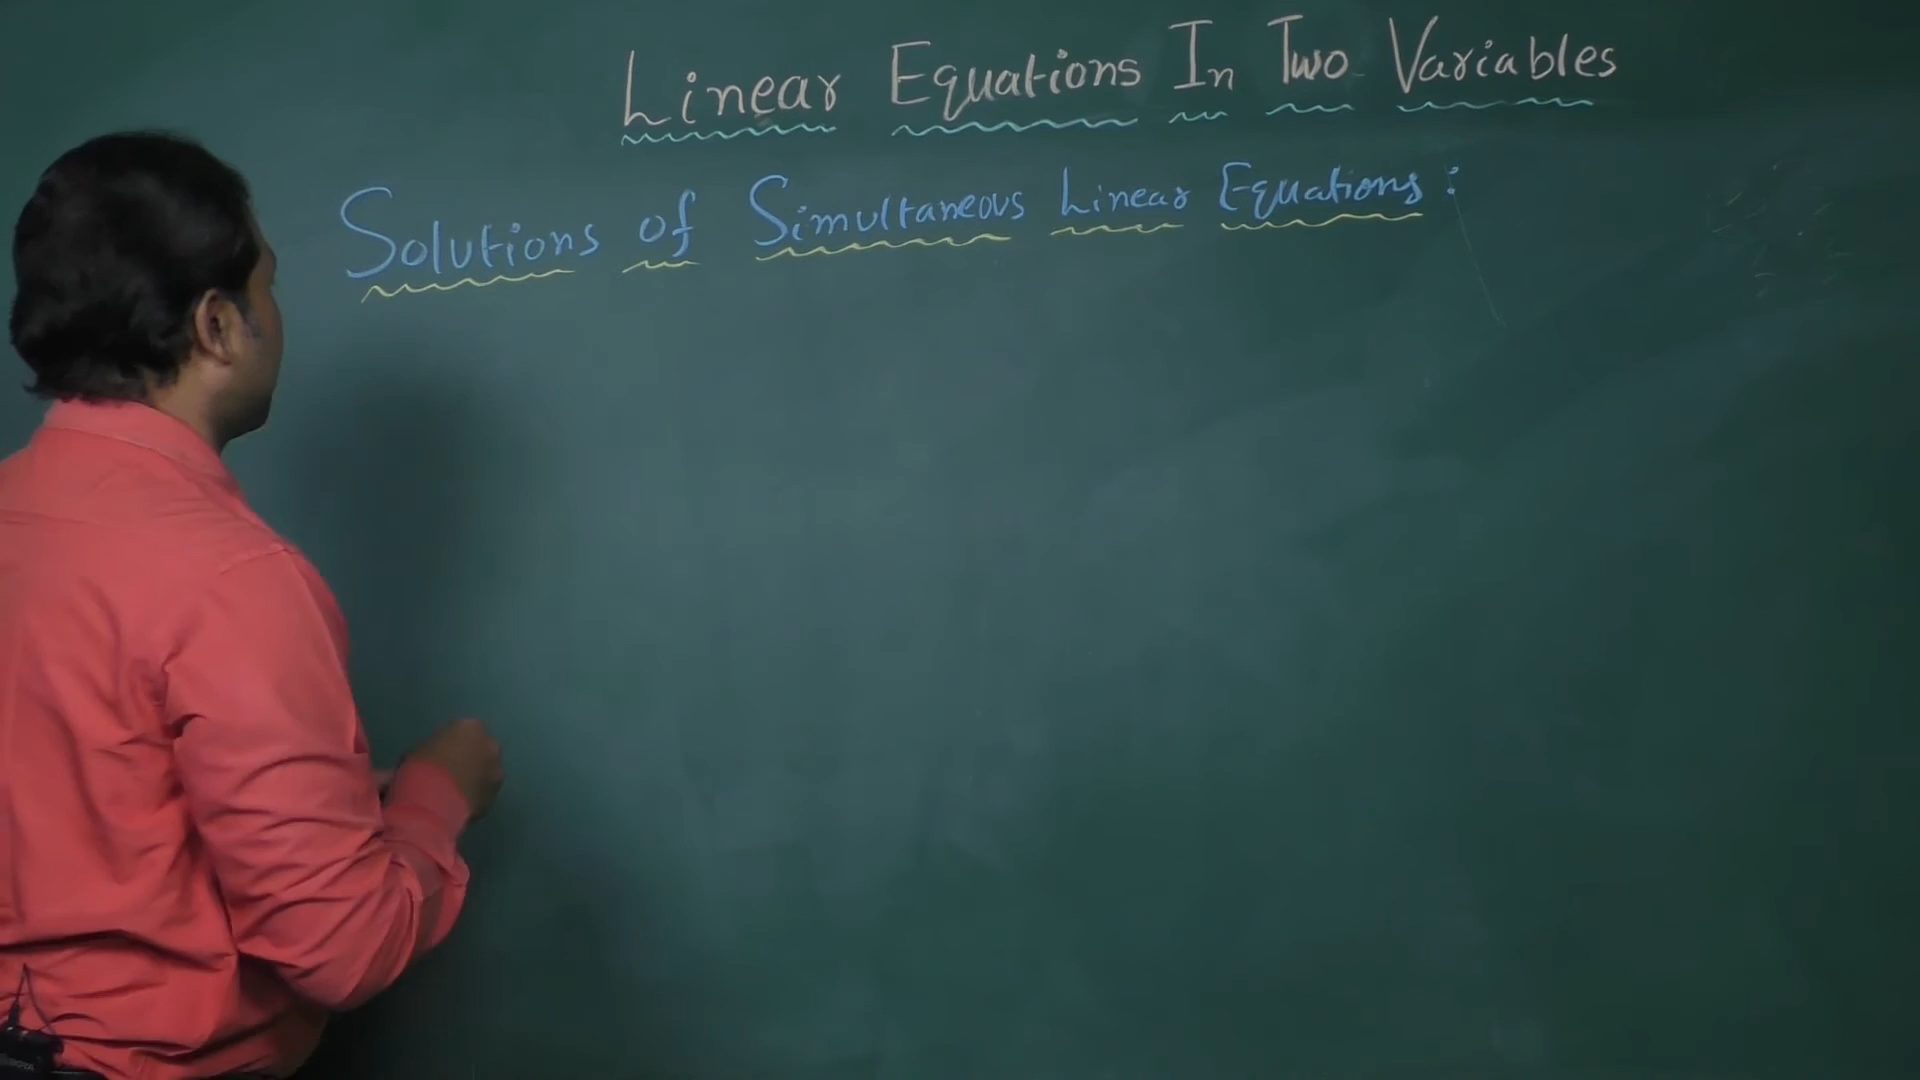 Linear Equations In Two Variables
Solutions of Simultaneous Linear Equations :